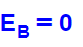 E_B = 0